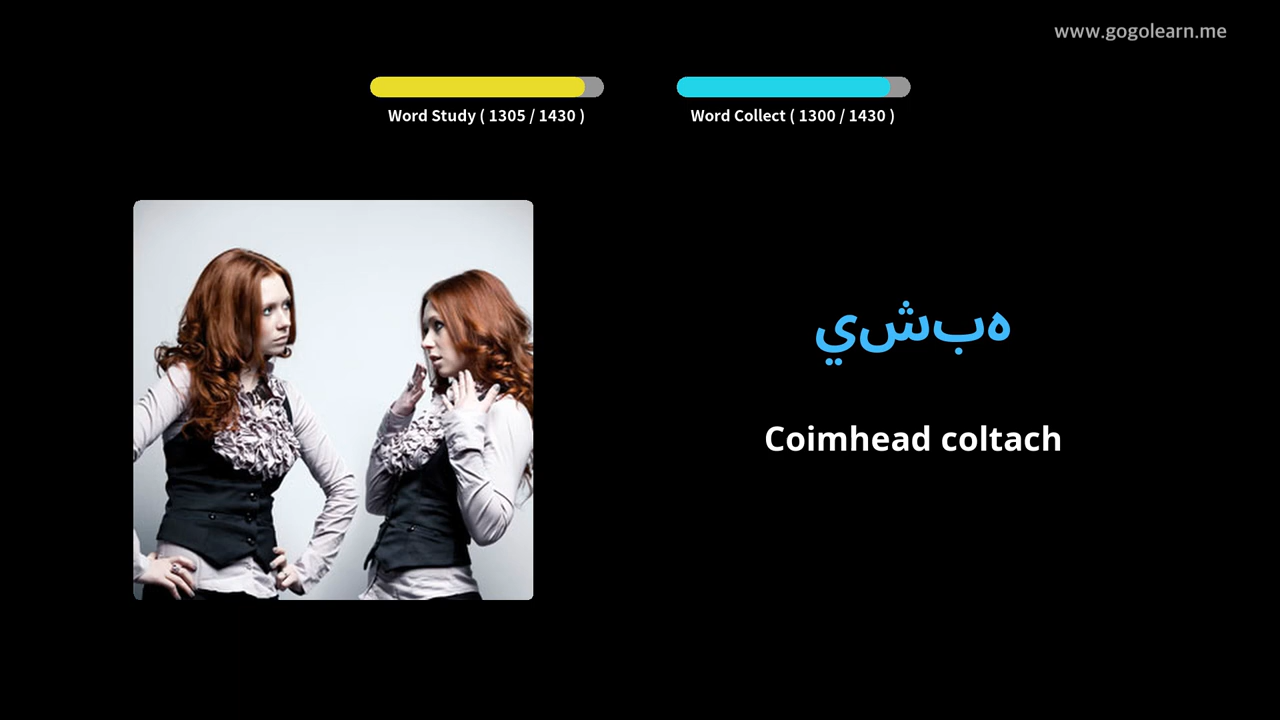 www.gogolearn.me
Word Study ( 1305 / 1430 )
Word Collect ( 1300 / 1430 )
هبشي
Coimhead coltach